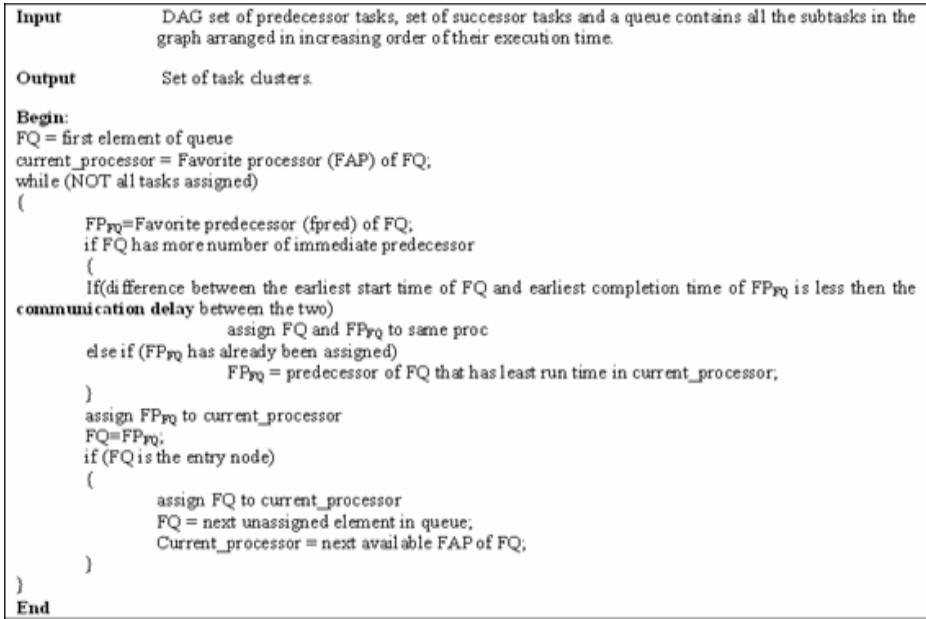 Input DAG set of predecessor tasks, set of successor tasks and a queue contains all the subtasks in the
graph arranged in increasing order of their execution time.
Output Set of task clusters.
Begin:
FQ = first element of queue
current_processor = Favorite processor (FAP) of FQ;
while (NOT all tasks assigned)
{
FPFQ=Favorite predecessor (fpred) of FQ;
if FQ has more number of immediate predecessor
{
If(difference between the earliest start time of FQ and earliest completion time of FPFQ is less then the
communication delay between the two)
assign FQ and FPFQ to same proc
else if (FPFQ has already been assigned)
FPFQ = predecessor of FQ that has least run time in current_processor;
}
assign FPFQ to current_processor
FQ=FPFQ;
if (FQ is the entry node)
{
assign FQ to current_processor
FQ = next unassigned element in queue;
Current_processor = next available FAP of FQ;
}
}
End